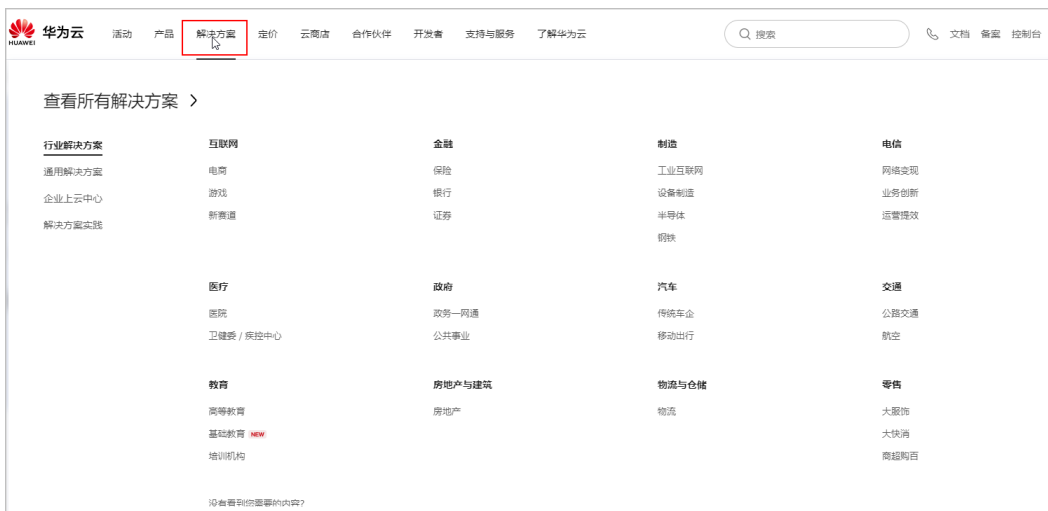 HUAWEI 华为云 活动 产品 解决方案 定价 云商店 合作伙伴 开发者 支持与服务 了解华为云 搜索 文档 备案 控制台
查看所有解决方案 >
行业解决方案 互联网 金融 制造 电信
通用解决方案 电商 保险 工业互联网 网络变现
企业上云中心 游戏 银行 设备制造 业务创新
解决方案实践 新赛道 证券 半导体 运营提效
钢铁
医疗 政府 汽车 交通
医院 政务一网通 传统车企 公路交通
卫健委 / 疾控中心 公共事业 移动出行 航空
教育 房地产与建筑 物流与仓储 零售
高等教育 房地产 物流 大服饰
基础教育 NEW 大快消
培训机构 商超购百
没有看到您需要的内容?